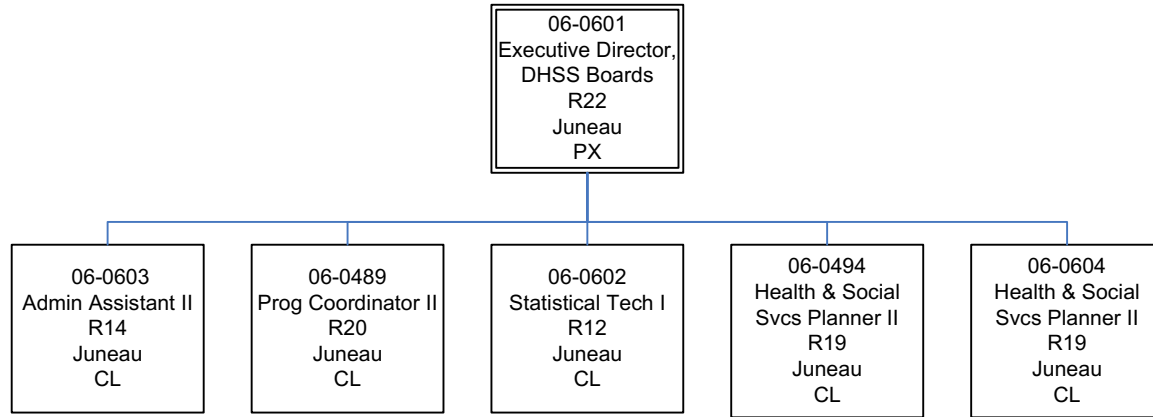 06-0601
Executive Director,
DHSS Boards
R22
Juneau
PX
06-0603
Admin Assistant II
R14
Juneau
CL
06-0489
Prog Coordinator II
R20
Juneau
CL
06-0602
Statistical Tech I
R12
Juneau
CL
06-0494
Health & Social
Svcs Planner II
R19
Juneau
CL
06-0604
Health & Social
Svcs Planner II
R19
Juneau
CL